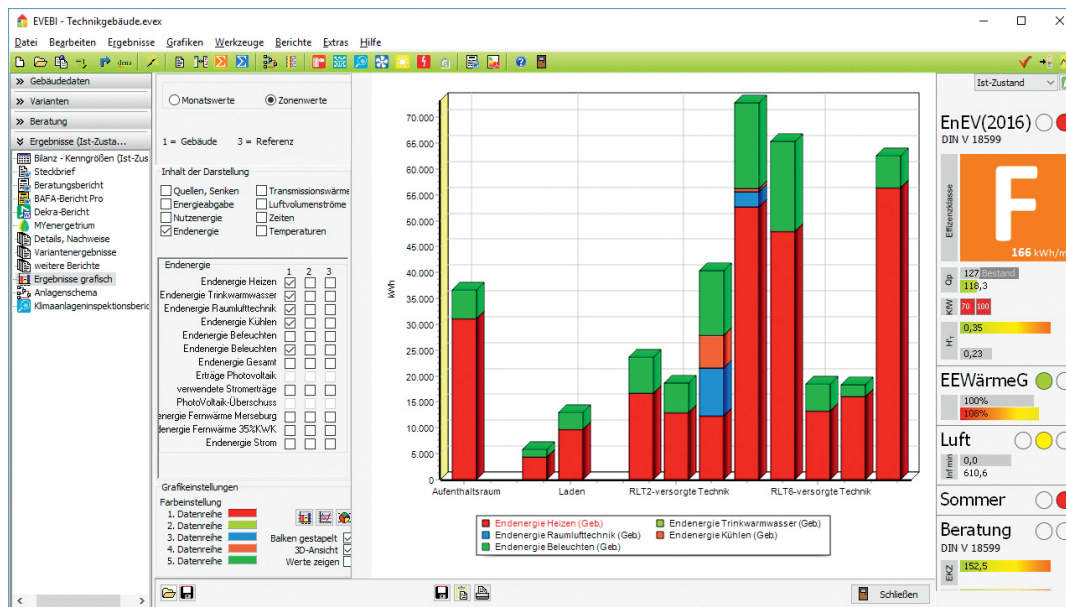 EVEBI - Technikgebäude.evex
Datei Bearbeiten Ergebnisse Grafiken Werkzeuge Berichte Extras Hilfe
Gebäudedaten
Varianten
Beratung
Ergebnisse (Ist-Zusta...
Bilanz - Kenngrößen (Ist-Zus
Steckbrief
Beratungsbericht
BAFA-Bericht Pro
Dekra-Bericht
MYenergetrium
Details, Nachweise
Variantenergebnisse
weitere Berichte
Ergebnisse grafisch
Anlagenschema
Klimaanlageninspektionsberic
Monatswerte Zonenwerte
1 = Gebäude 3 = Referenz
Inhalt der Darstellung
Quellen, Senken Transmissionswärme
Energieabgabe Luftvolumenströme
Nutzenergie Zeiten
Endenergie Temperaturen
Endenergie 1 2 3
Endenergie Heizen
Endenergie Trinkwarmwasser
Endenergie Raumlufttechnik
Endenergie Kühlen
Endenergie Beleuchten
Endenergie Beleuchten
Endenergie Gesamt
Erträge Photovoltaik
verwendete Stromerträge
PhotoVoltaik-Überschuss
energie Fernwärme Merseburg
denergie Fernwärme 35%KWK
Endenergie Strom
Grafikeinstellungen
Farbeinstellung
1. Datenreihe
2. Datenreihe
3. Datenreihe
4. Datenreihe
5. Datenreihe
Balken gestapelt
3D-Ansicht
Werte zeigen
kWh
70.000
65.000
60.000
55.000
50.000
45.000
40.000
35.000
30.000
25.000
20.000
15.000
10.000
5.000
0
Aufenthaltsraum Laden RLT2-versorgte Technik RLT6-versorgte Technik
Endenergie Heizen (Geb.) Endenergie Trinkwarmwasser (Geb.)
Endenergie Raumlufttechnik (Geb.) Endenergie Kühlen (Geb.)
Endenergie Beleuchten (Geb.)
Schließen
Ist-Zustand
EnEV(2016)
DIN V 18599
Effizienzklasse
F
166 kWh/m
Qp
127 Bestand
118,3
KfW
70 100
H'T
0,35
0,23
EEWärmeG
100%
108%
Luft
Inf min
0,0
610,6
Sommer
Beratung
DIN V 18599
EKZ
152,5